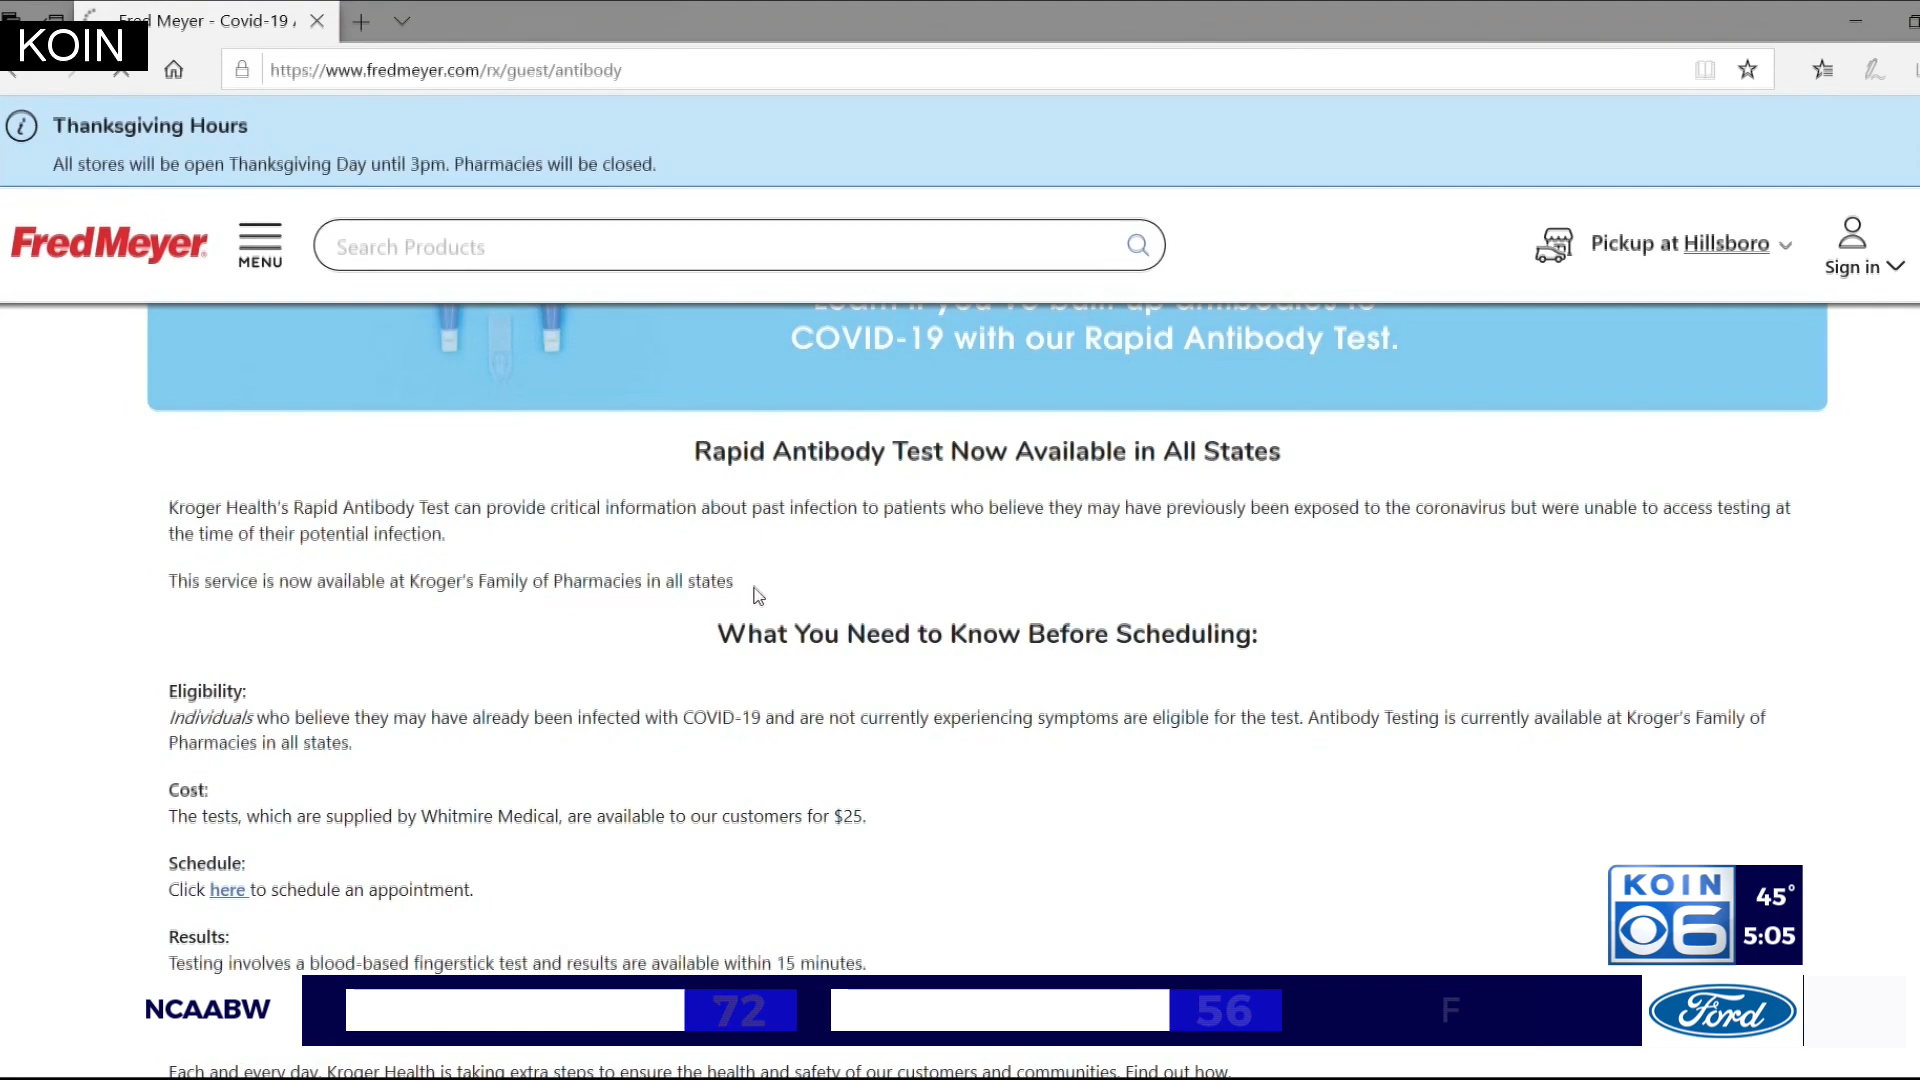 Fred Meyer - Covid-19
KOIN
https://www.fredmeyer.com/rx/guest/antibody
Thanksgiving Hours
All stores will be open Thanksgiving Day until 3pm. Pharmacies will be closed.
FredMeyer
MENU
Search Products
Pickup at Hillsboro
Sign in
COVID-19 with our Rapid Antibody Test.
Rapid Antibody Test Now Available in All States
Kroger Health's Rapid Antibody Test can provide critical information about past infection to patients who believe they may have previously been exposed to the coronavirus but were unable to access testing at
the time of their potential infection.
This service is now available at Kroger's Family of Pharmacies in all states
What You Need to Know Before Scheduling:
Eligibility:
Individuals who believe they may have already been infected with COVID-19 and are not currently experiencing symptoms are eligible for the test. Antibody Testing is currently available at Kroger's Family of
Pharmacies in all states.
Cost:
The tests, which are supplied by Whitmire Medical, are available to our customers for $25.
Schedule:
Click here to schedule an appointment.
Results:
Testing involves a blood-based fingerstick test and results are available within 15 minutes.
KOIN
6
45°
5:05
NCAABW
72
56
F
Ford
Each and every day, Kroger Health is taking extra steps to ensure the health and safety of our customers and communities. Find out how.